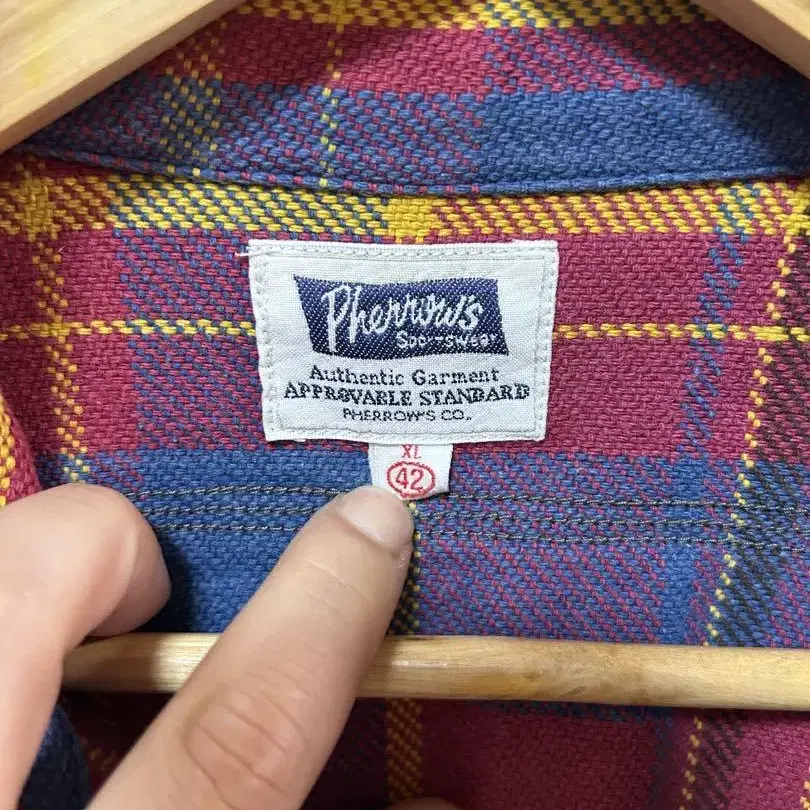 Pherrow's
SPORTSWEAR
Authentic Garment
APPROVABLE STANDARD
PHERROW'S CO.
XL
42